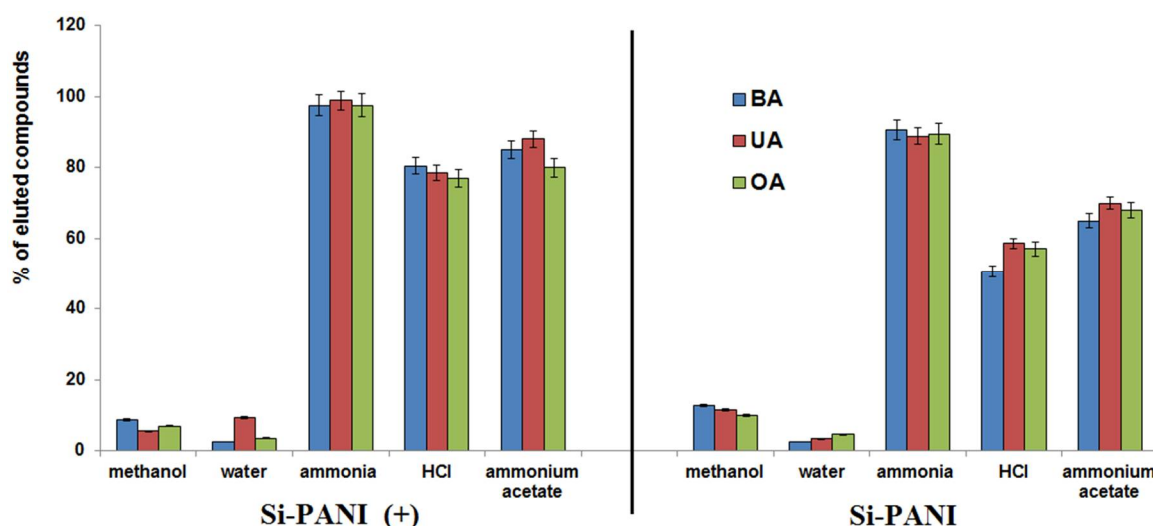 % of eluted compounds
120
100
80
60
40
20
0
methanol water ammonia HCl ammonium
acetate
Si-PANI (+)
BA
UA
OA
methanol water ammonia HCl ammonium
acetate
Si-PANI